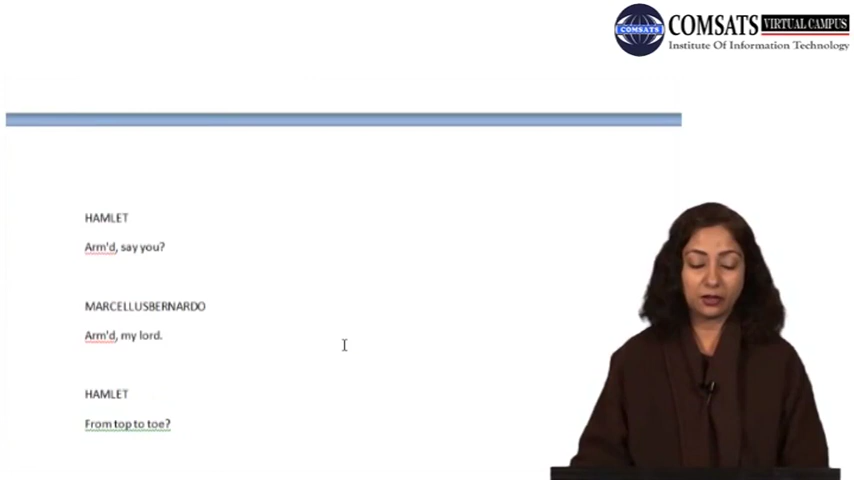 COMSATS
COMSATS VIRTUAL CAMPUS
Institute Of Information Technology
HAMLET
Arm'd, say you?
MARCELLUSBERNARDO
Arm'd, my lord.
HAMLET
From top to toe?